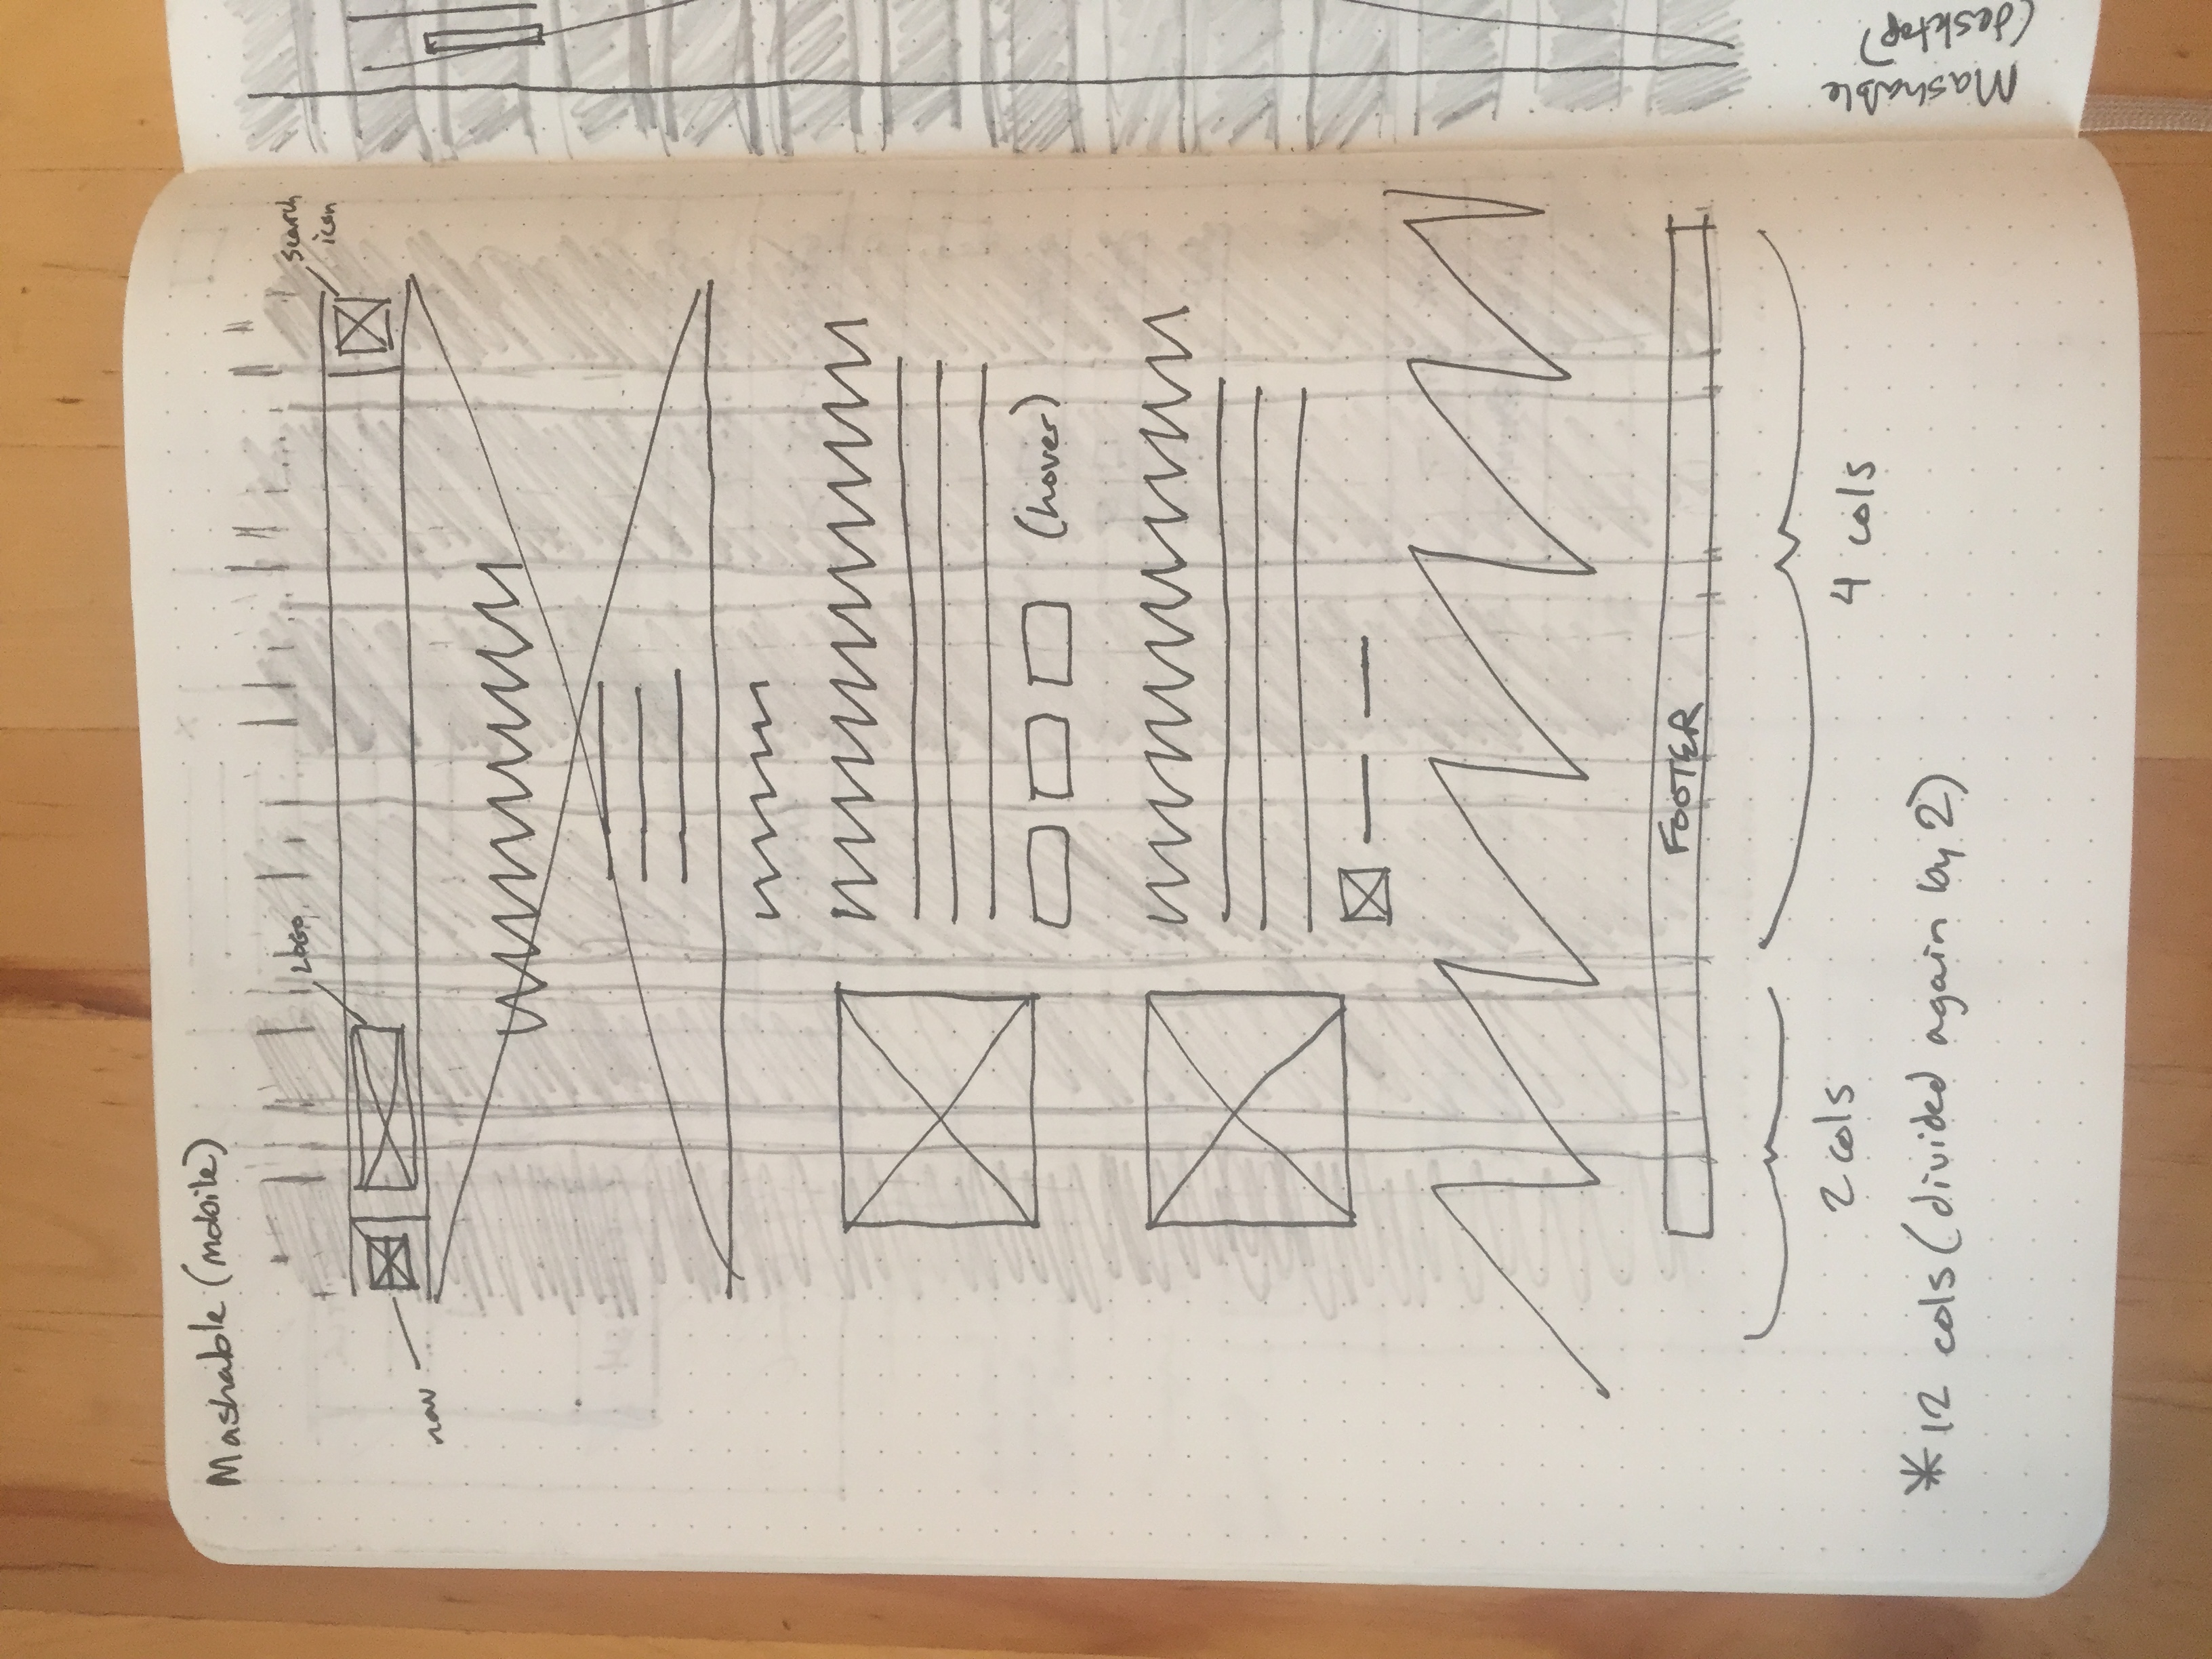 Mashable (mobile)
search
icon
LOGO
nav
(hover)
FOOTER
2 cols
4 cols
*12 cols (divided again by 2)
Mashable
(desktop)